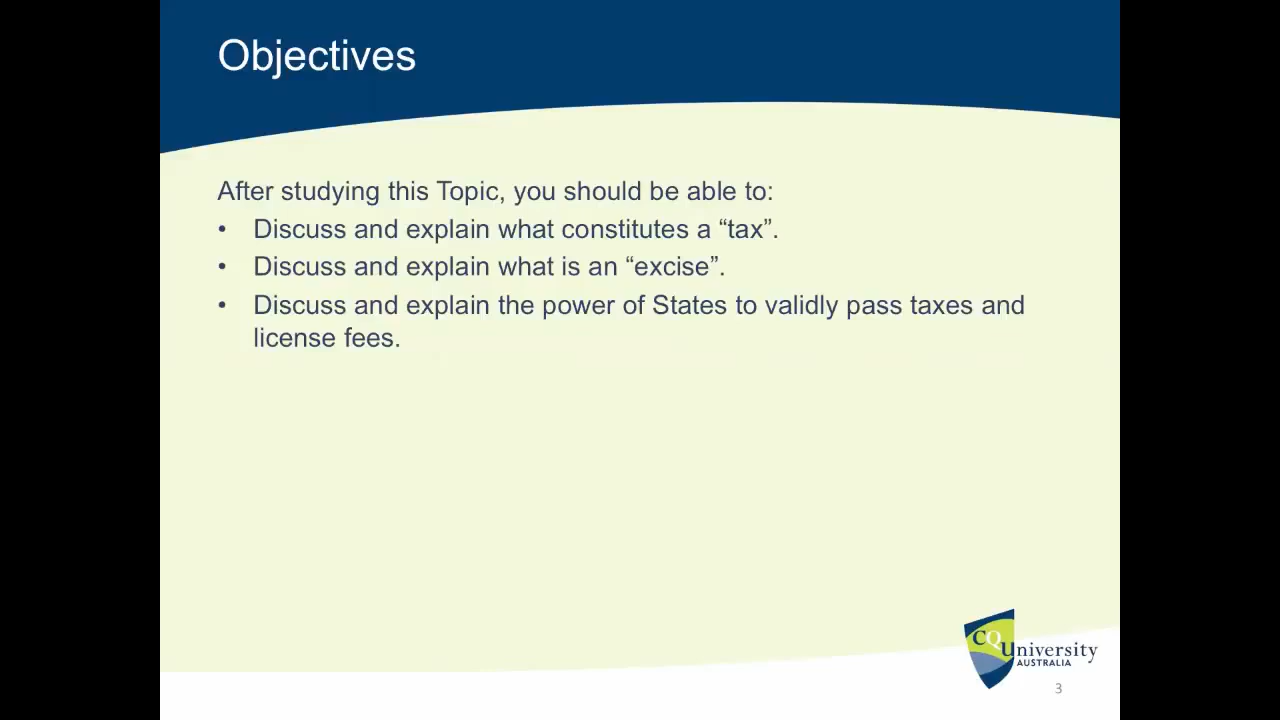 Objectives
After studying this Topic, you should be able to:
• Discuss and explain what constitutes a “tax”.
• Discuss and explain what is an “excise”.
• Discuss and explain the power of States to validly pass taxes and
license fees.
CQUniversity
AUSTRALIA
3